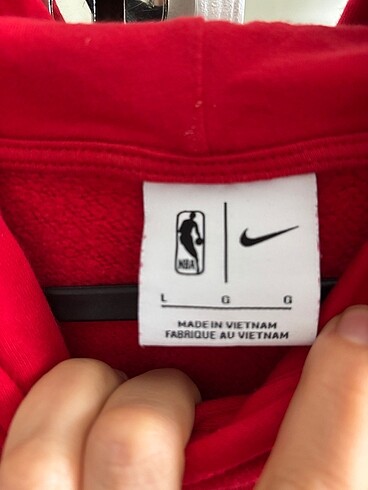 NBA
L G G
MADE IN VIETNAM
FABRIQUE AU VIETNAM